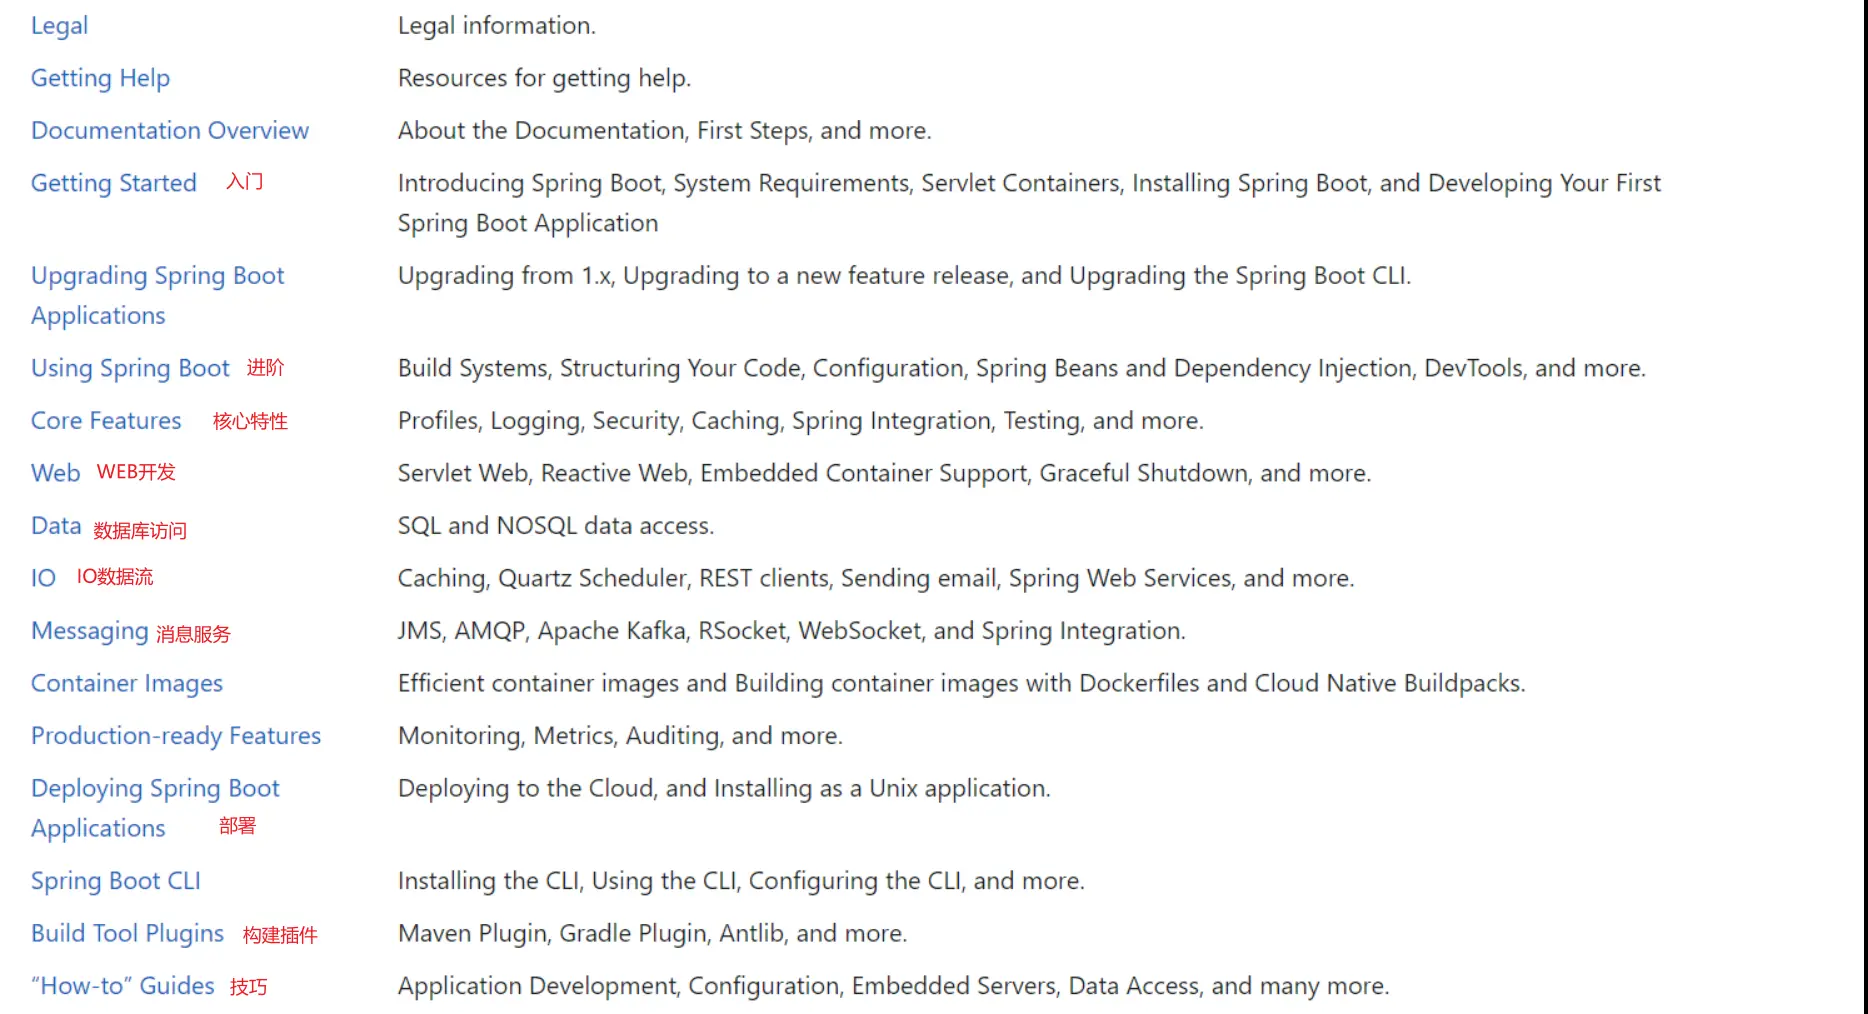 Legal Legal information.
Getting Help Resources for getting help.
Documentation Overview About the Documentation, First Steps, and more.
Getting Started 入门 Introducing Spring Boot, System Requirements, Servlet Containers, Installing Spring Boot, and Developing Your First
Spring Boot Application
Upgrading Spring Boot Upgrading from 1.x, Upgrading to a new feature release, and Upgrading the Spring Boot CLI.
Applications
Using Spring Boot 进阶 Build Systems, Structuring Your Code, Configuration, Spring Beans and Dependency Injection, DevTools, and more.
Core Features 核心特性 Profiles, Logging, Security, Caching, Spring Integration, Testing, and more.
Web WEB开发 Servlet Web, Reactive Web, Embedded Container Support, Graceful Shutdown, and more.
Data 数据库访问 SQL and NOSQL data access.
IO IO数据流 Caching, Quartz Scheduler, REST clients, Sending email, Spring Web Services, and more.
Messaging 消息服务 JMS, AMQP, Apache Kafka, RSocket, WebSocket, and Spring Integration.
Container Images Efficient container images and Building container images with Dockerfiles and Cloud Native Buildpacks.
Production-ready Features Monitoring, Metrics, Auditing, and more.
Deploying Spring Boot Deploying to the Cloud, and Installing as a Unix application.
Applications 部署
Spring Boot CLI Installing the CLI, Using the CLI, Configuring the CLI, and more.
Build Tool Plugins 构建插件 Maven Plugin, Gradle Plugin, Antlib, and more.
“How-to” Guides 技巧 Application Development, Configuration, Embedded Servers, Data Access, and many more.